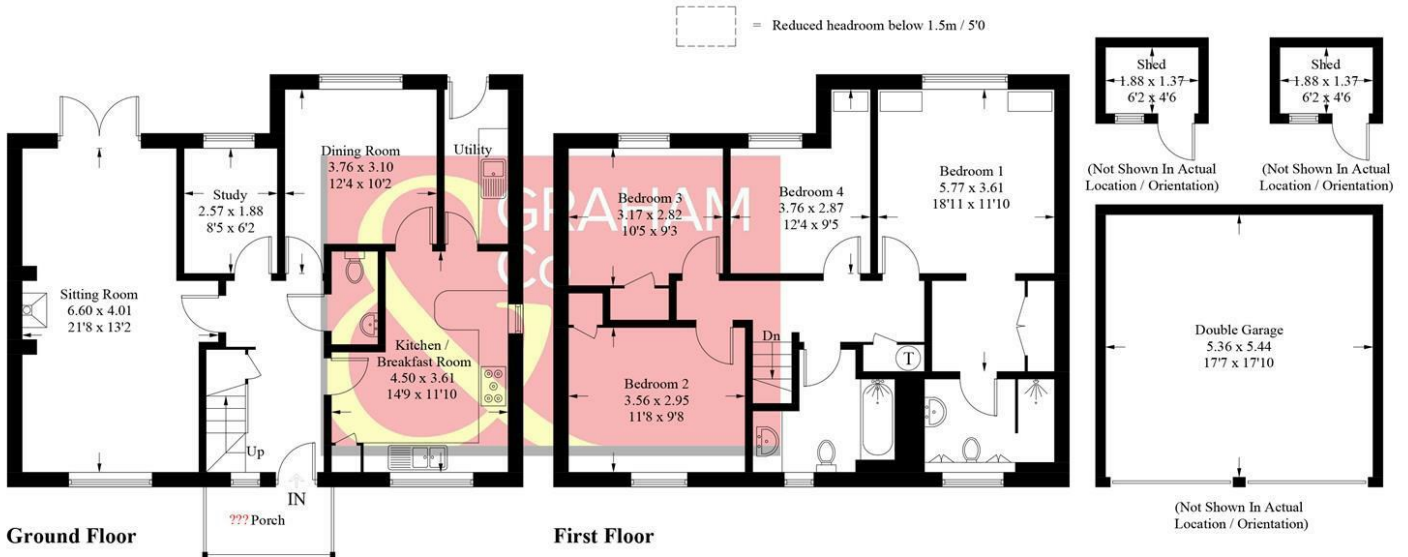 = Reduced headroom below 1.5m / 5'0
Shed
1.88 x 1.37
6'2 x 4'6
(Not Shown In Actual
Location / Orientation)
Shed
1.88 x 1.37
6'2 x 4'6
(Not Shown In Actual
Location / Orientation)
Dining Room
3.76 x 3.10
12'4 x 10'2
Utility
Study
2.57 x 1.88
8'5 x 6'2
Sitting Room
6.60 x 4.01
21'8 x 13'2
Kitchen /
Breakfast Room
4.50 x 3.61
14'9 x 11'10
Up
IN
??? Porch
Ground Floor
GRAHAM
& Co
Bedroom 3
3.17 x 2.82
10'5 x 9'3
Bedroom 4
3.76 x 2.87
12'4 x 9'5
Bedroom 1
5.77 x 3.61
18'11 x 11'10
Bedroom 2
3.56 x 2.95
11'8 x 9'8
Dn
T
First Floor
Double Garage
5.36 x 5.44
17'7 x 17'10
(Not Shown In Actual
Location / Orientation)